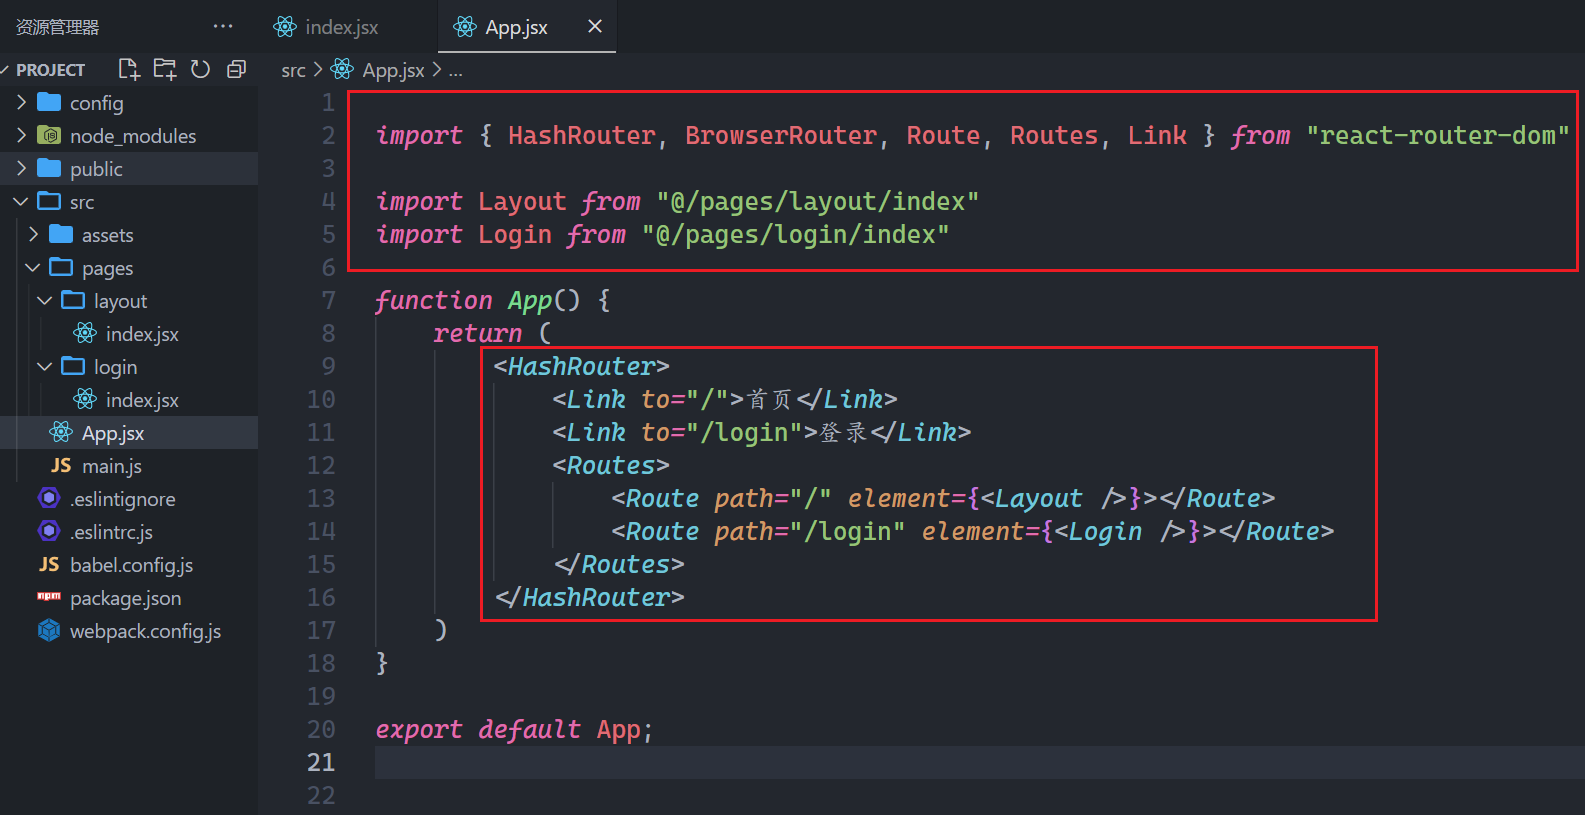 资源管理器 ···
index.jsx
App.jsx
PROJECT
src > App.jsx > ...
config
node_modules
public
src
assets
pages
layout
index.jsx
login
index.jsx
App.jsx
JS main.js
.eslintignore
.eslintrc.js
JS babel.config.js
npm package.json
webpack.config.js
1
2 import { HashRouter, BrowserRouter, Route, Routes, Link } from "react-router-dom"
3
4 import Layout from "@/pages/layout/index"
5 import Login from "@/pages/login/index"
6
7 function App() {
8 return (
9 <HashRouter>
10 <Link to="/">首页</Link>
11 <Link to="/login">登录</Link>
12 <Routes>
13 <Route path="/" element={<Layout />}></Route>
14 <Route path="/login" element={<Login />}></Route>
15 </Routes>
16 </HashRouter>
17 )
18 }
19
20 export default App;
21
22